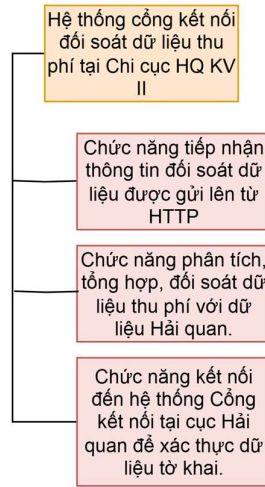 Hệ thống cổng kết nối
đối soát dữ liệu thu
phí tại Chi cục HQ KV
II
Chức năng tiếp nhận
thông tin đối soát dữ
liệu được gửi lên từ
HTTP
Chức năng phân tích,
tổng hợp, đối soát dữ
liệu thu phí với dữ
liệu Hải quan.
Chức năng kết nối
đến hệ thống Cổng
kết nối tại cục Hải
quan để xác thực dữ
liệu tờ khai.